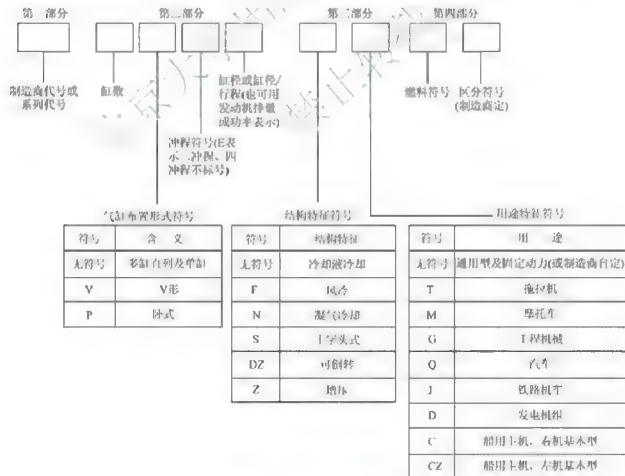 第一部分 第二部分 第三部分 第四部分
制造商代号或
系列代号
缸数
缸径或缸径/
行程(也可用
发动机排量
或功率表示)
燃料符号
区分符号
(制造商定)
冲程符号(E表
示二冲程、四
冲程不标号)
气缸布置形式符号
符号 含 义
无符号 多缸直列及单缸
V V形
P 卧式
结构特征符号
符号 结构特征
无符号 冷却液冷却
F 风冷
N 凝气冷却
S 十字头式
DZ 可倒转
Z 增压
用途特征符号
符号 用 途
无符号 通用型及固定动力(或制造商自定)
T 拖拉机
M 摩托车
G 工程机械
Q 汽车
J 铁路机车
D 发电机组
C 船用主机、右机基本型
CZ 船用主机、左机基本型